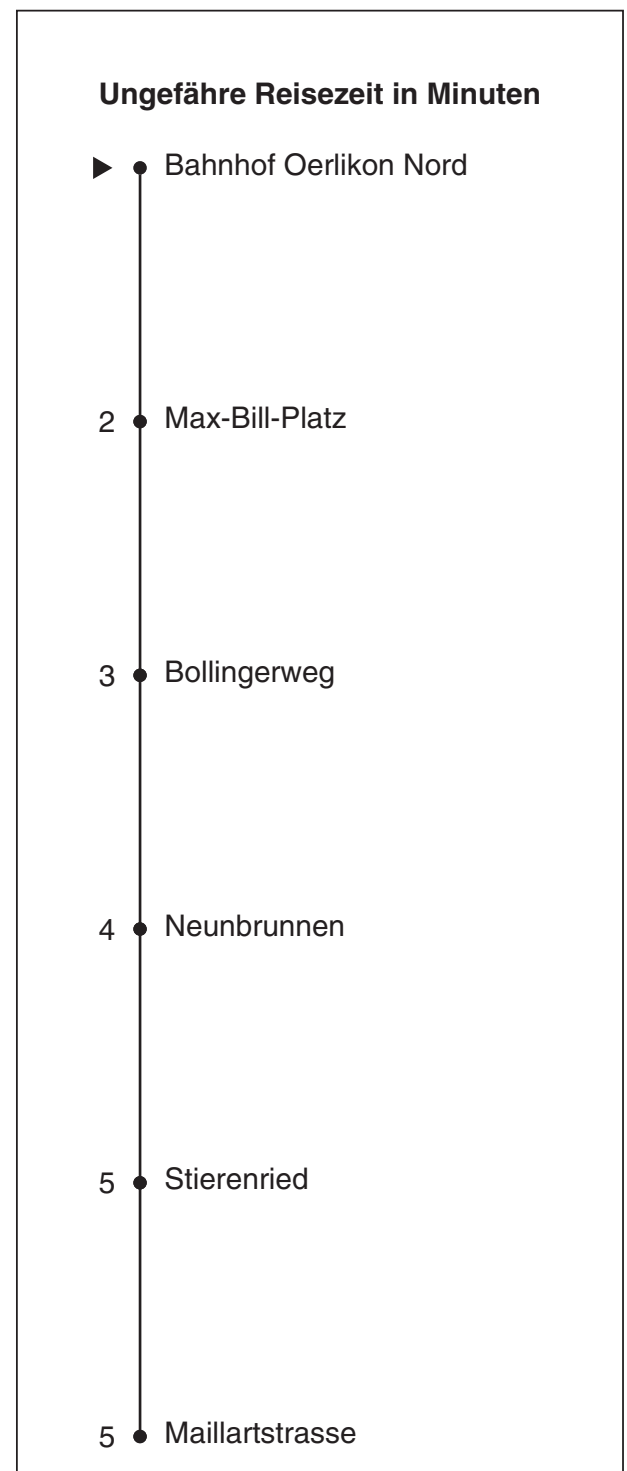 Ungefähre Reisezeit in Minuten
Bahnhof Oerlikon Nord
2 Max-Bill-Platz
3 Bollingerweg
4 Neunbrunnen
5 Stierenried
5 Maillartstrasse